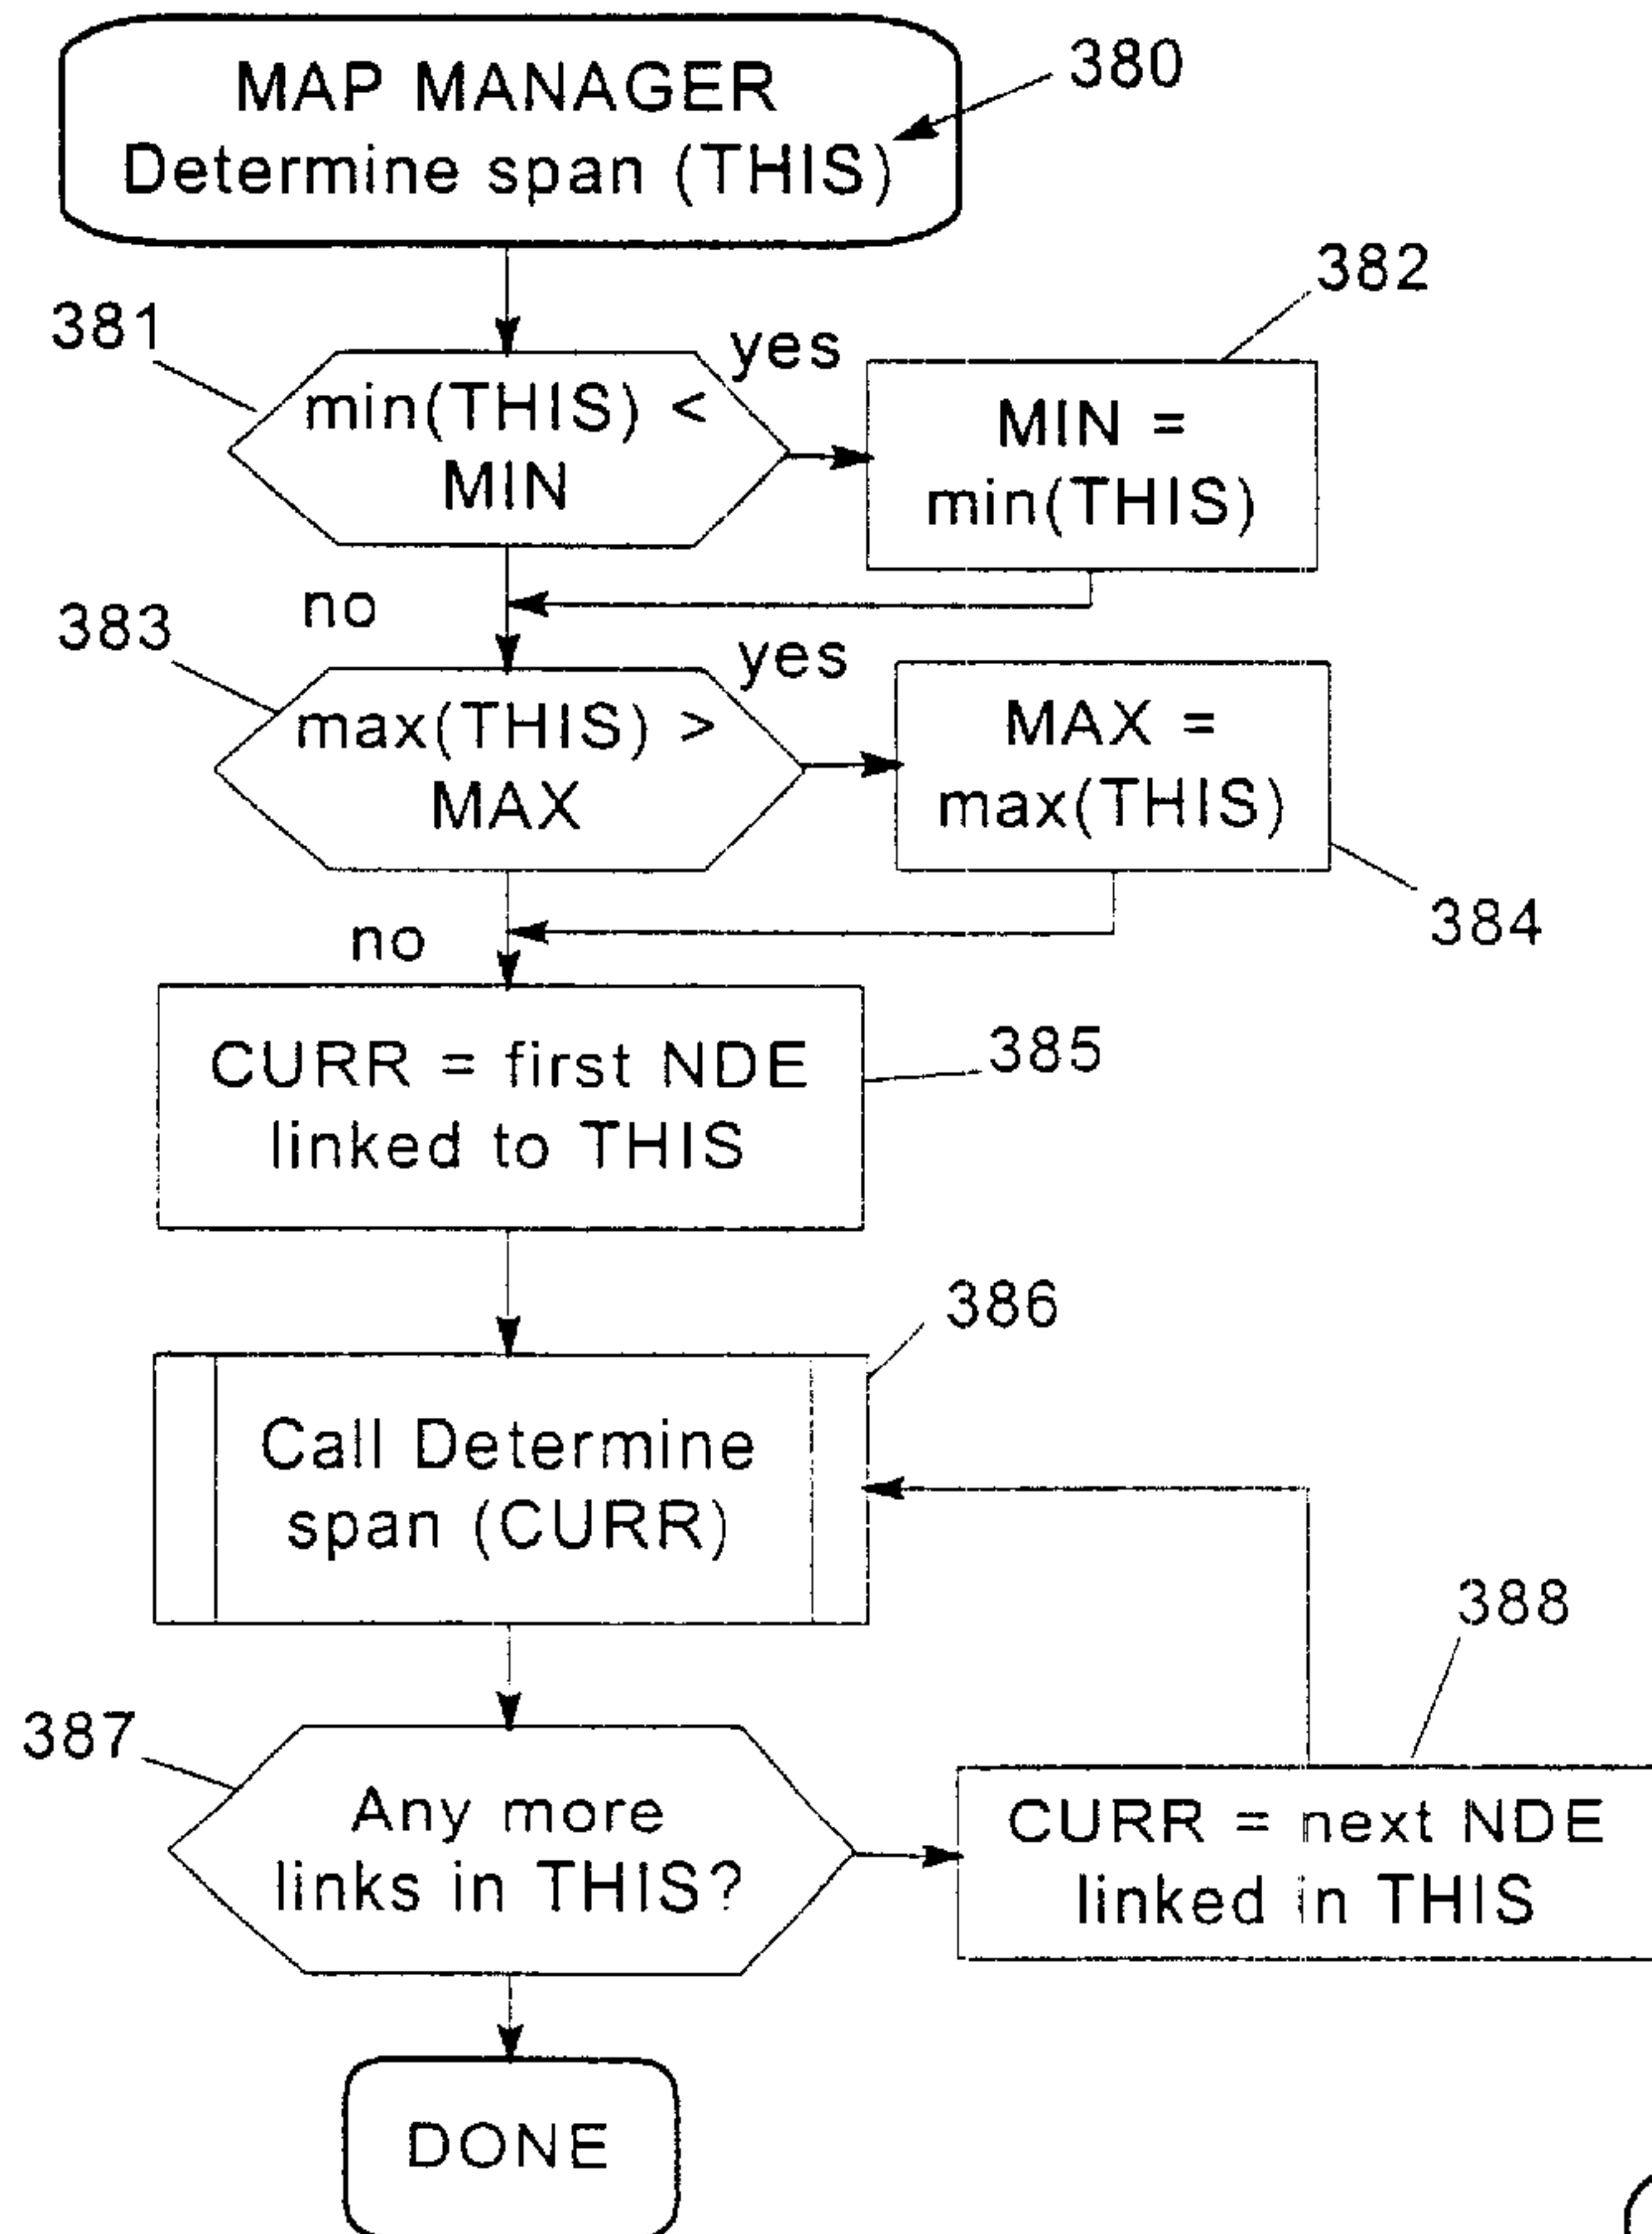 MAP MANAGER
Determine span (THIS)
380
381
min(THIS) <
MIN
yes
382
MIN =
min(THIS)
no
383
max(THIS) >
MAX
yes
MAX =
max(THIS)
384
no
CURR = first NDE
linked to THIS
385
386
Call Determine
span (CURR)
387
Any more
links in THIS?
388
CURR = next NDE
linked in THIS
DONE